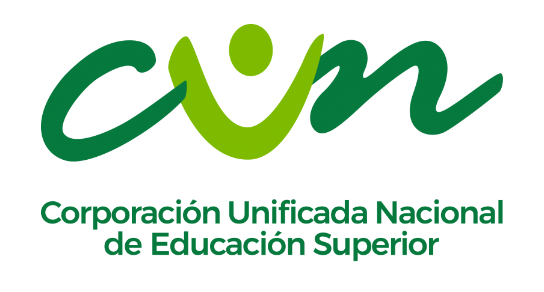 cun
Corporación Unificada Nacional
de Educación Superior